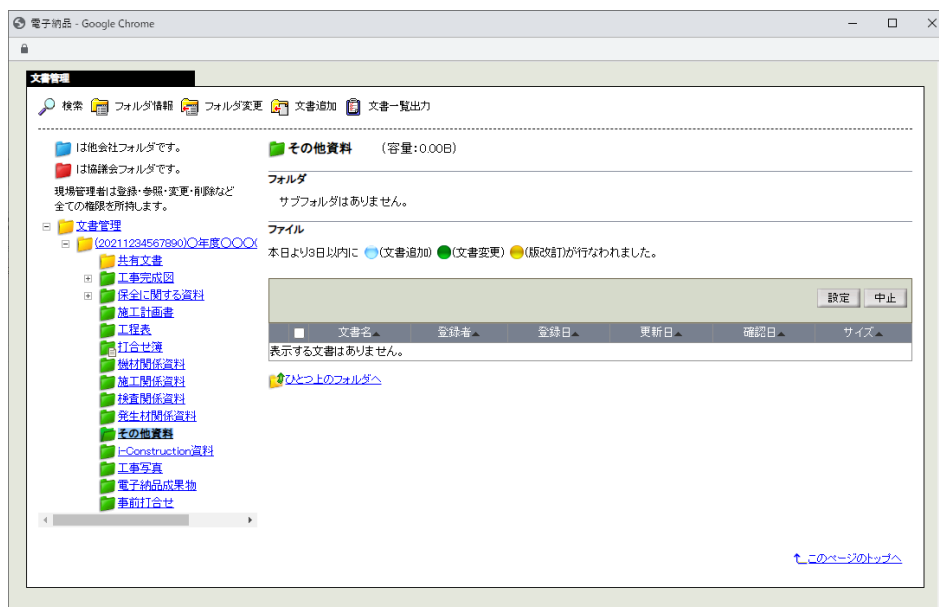 電子納品 - Google Chrome
文書管理
検索 フォルダ情報 フォルダ変更 文書追加 文書一覧出力
は他会社フォルダです。
は協議会フォルダです。
現場管理者は登録・参照・変更・削除など
全ての権限を所持します。
文書管理
(20211234567890)〇年度〇〇〇(
共有文書
工事完成図
保全に関する資料
施工計画書
工程表
打合せ簿
機材関係資料
施工関係資料
検査関係資料
発生材関係資料
その他資料
i-Construction資料
工事写真
電子納品成果物
事前打合せ
その他資料 (容量:0.00B)
フォルダ
サブフォルダはありません。
ファイル
本日より3日以内に (文書追加) (文書変更) (版改訂)が行なわれました。
設定 中止
文書名▲ 登録者▲ 登録日▲ 更新日▲ 確認日▲ サイズ▲
表示する文書はありません。
ひとつ上のフォルダへ
このページのトップへ